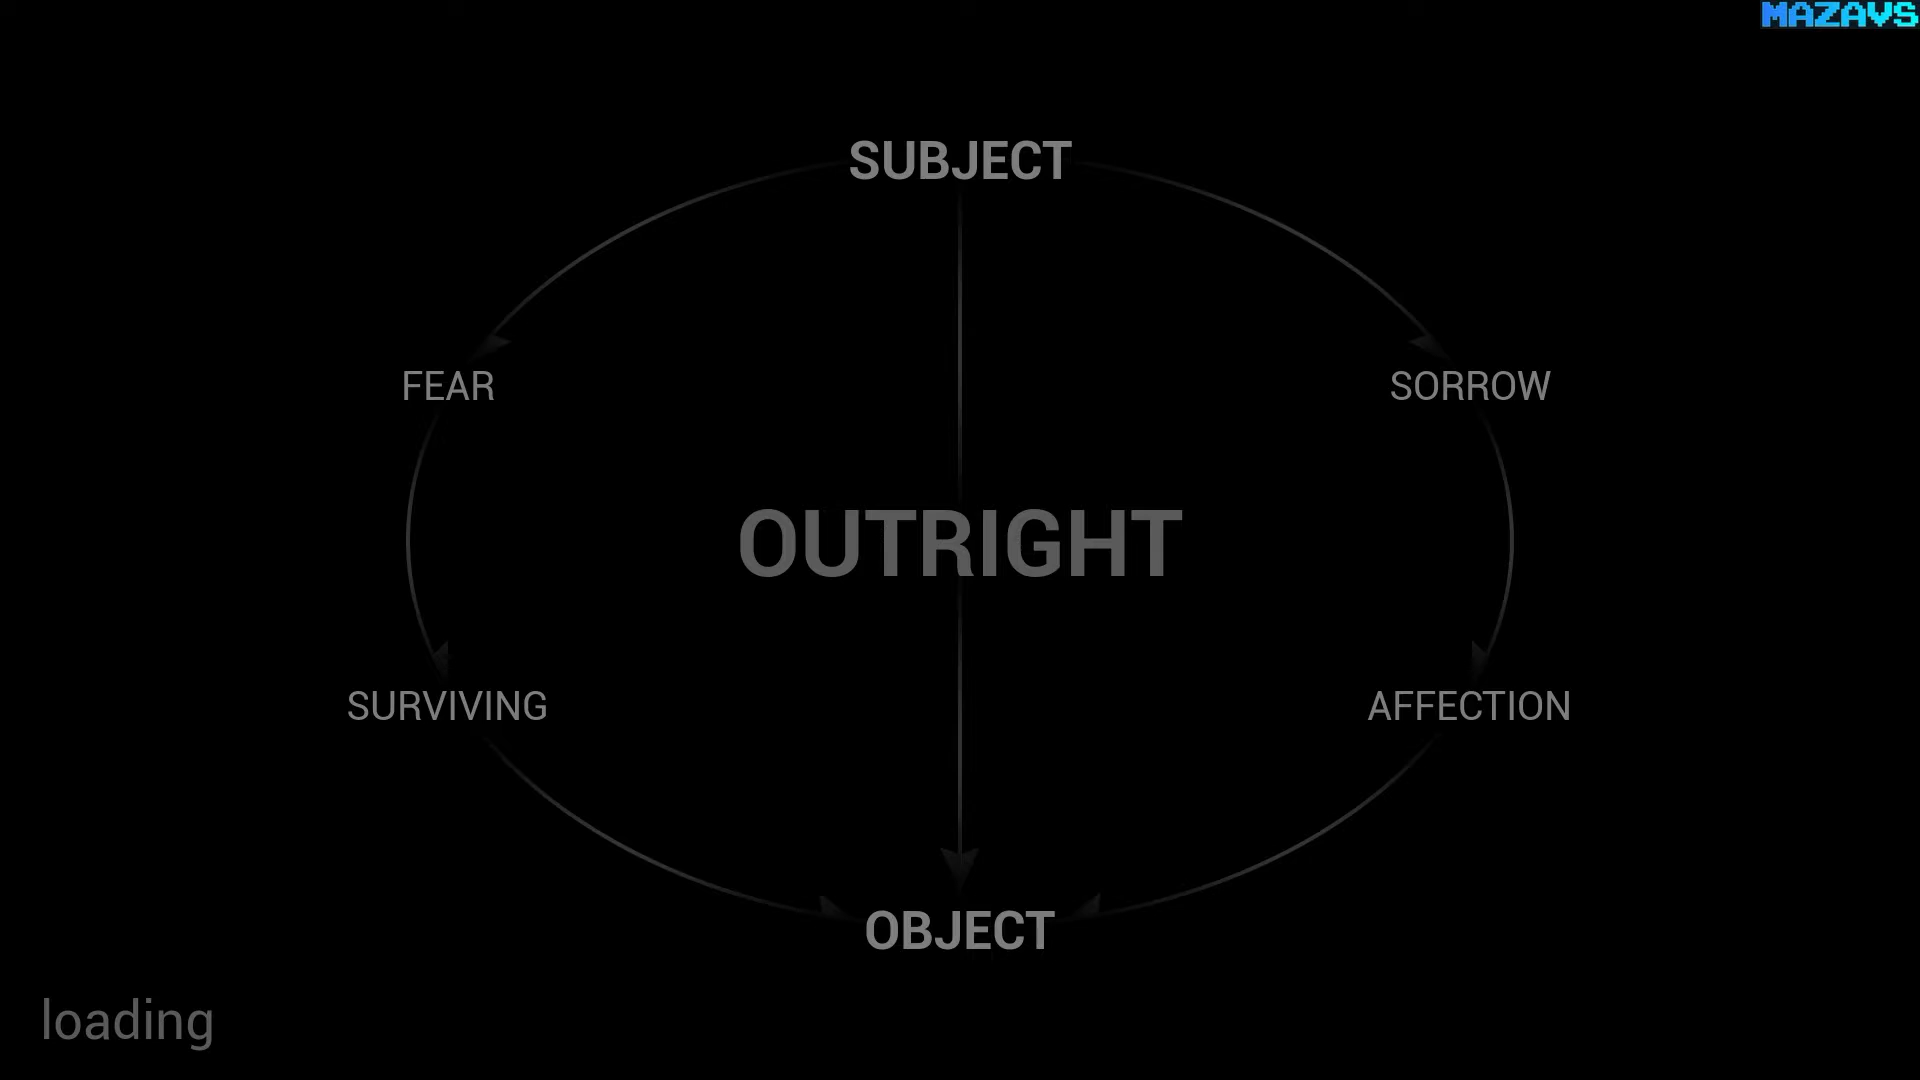 MAZAVS
SUBJECT
FEAR
SORROW
OUTRIGHT
SURVIVING
AFFECTION
OBJECT
loading